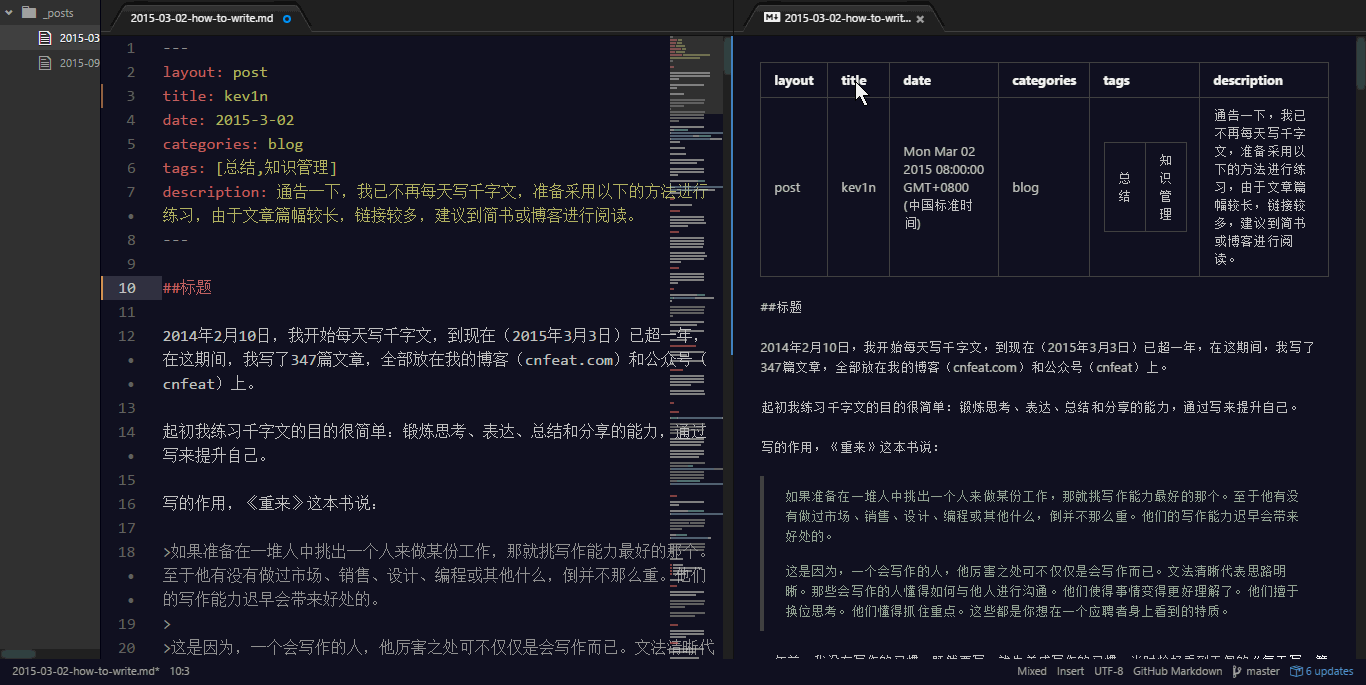 _posts
2015-03
2015-09
2015-03-02-how-to-write.md
1 ---
2 layout: post
3 title: kev1n
4 date: 2015-3-02
5 categories: blog
6 tags: [总结,知识管理]
7 description: 通告一下，我已不再每天写千字文，准备采用以下的方法进行
• 练习，由于文章篇幅较长，链接较多，建议到简书或博客进行阅读。
8 ---
9
10 ##标题
11
12 2014年2月10日，我开始每天写千字文，到现在（2015年3月3日）已超一年，
• 在这期间，我写了347篇文章，全部放在我的博客（cnfeat.com）和公众号（
• cnfeat）上。
13
14 起初我练习千字文的目的很简单：锻炼思考、表达、总结和分享的能力，通过
• 写来提升自己。
15
16 写的作用，《重来》这本书说：
17
18 >如果准备在一堆人中挑出一个人来做某份工作，那就挑写作能力最好的那个。
• 至于他有没有做过市场、销售、设计、编程或其他什么，倒并不那么重。他们
• 的写作能力迟早会带来好处的。
19 >
20 >这是因为，一个会写作的人，他厉害之处可不仅仅是会写作而已。文法清晰代
2015-03-02-how-to-writ...
layout title date categories tags description
post
kev1n
Mon Mar 02
2015 08:00:00
GMT+0800
(中国标准时
间)
blog
总
结
知
识
管
理
通告一下，我已
不再每天写千字
文，准备采用以
下的方法进行练
习，由于文章篇
幅较长，链接较
多，建议到简书
或博客进行阅
读。
##标题
2014年2月10日，我开始每天写千字文，到现在（2015年3月3日）已超一年，在这期间，我写了
347篇文章，全部放在我的博客（cnfeat.com）和公众号（cnfeat）上。
起初我练习千字文的目的很简单：锻炼思考、表达、总结和分享的能力，通过写来提升自己。
写的作用，《重来》这本书说：
如果准备在一堆人中挑出一个人来做某份工作，那就挑写作能力最好的那个。至于他有没
有做过市场、销售、设计、编程或其他什么，倒并不那么重。他们的写作能力迟早会带来
好处的。
这是因为，一个会写作的人，他厉害之处可不仅仅是会写作而已。文法清晰代表思路明
晰。那些会写作的人懂得如何与他人进行沟通。他们使得事情变得更好理解了。他们擅于
换位思考。他们懂得抓住重点。这些都是你想在一个应聘者身上看到的特质。
2015-03-02-how-to-write.md* 10:3
Mixed Insert UTF-8 GitHub Markdown master 6 updates